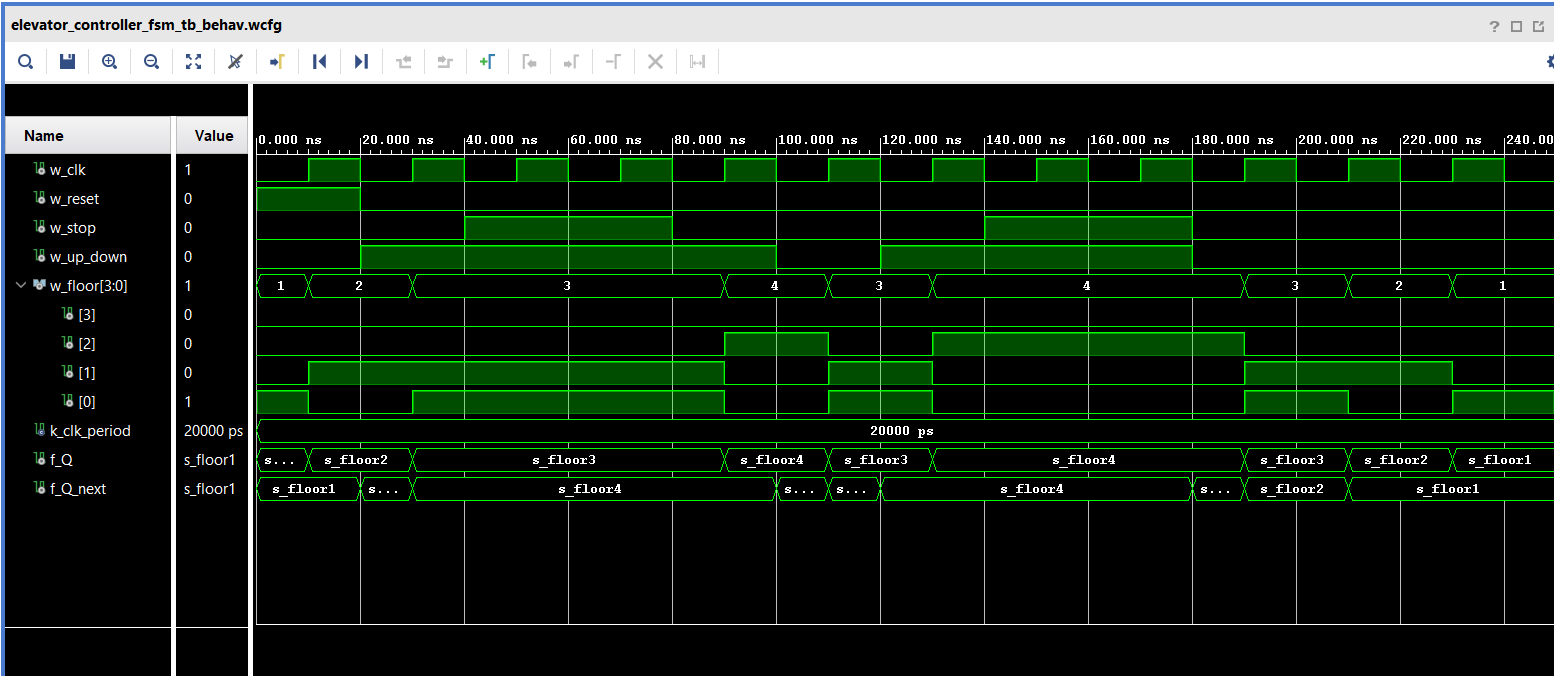 elevator_controller_fsm_tb_behav.wcfg
?
Name Value
0.000 ns 20.000 ns 40.000 ns 60.000 ns 80.000 ns 100.000 ns 120.000 ns 140.000 ns 160.000 ns 180.000 ns 200.000 ns 220.000 ns 240.0
w_clk 1
w_reset 0
w_stop 0
w_up_down 0
w_floor[3:0] 1 1 2 3 4 3 4 3 2 1
[3] 0
[2] 0
[1] 0
[0] 1
k_clk_period 20000 ps 20000 ps
f_Q s_floor1 s... s_floor2 s_floor3 s_floor4 s_floor3 s_floor4 s_floor3 s_floor2 s_floor1
f_Q_next s_floor1 s_floor1 s... s_floor4 s... s... s_floor4 s... s_floor2 s_floor1